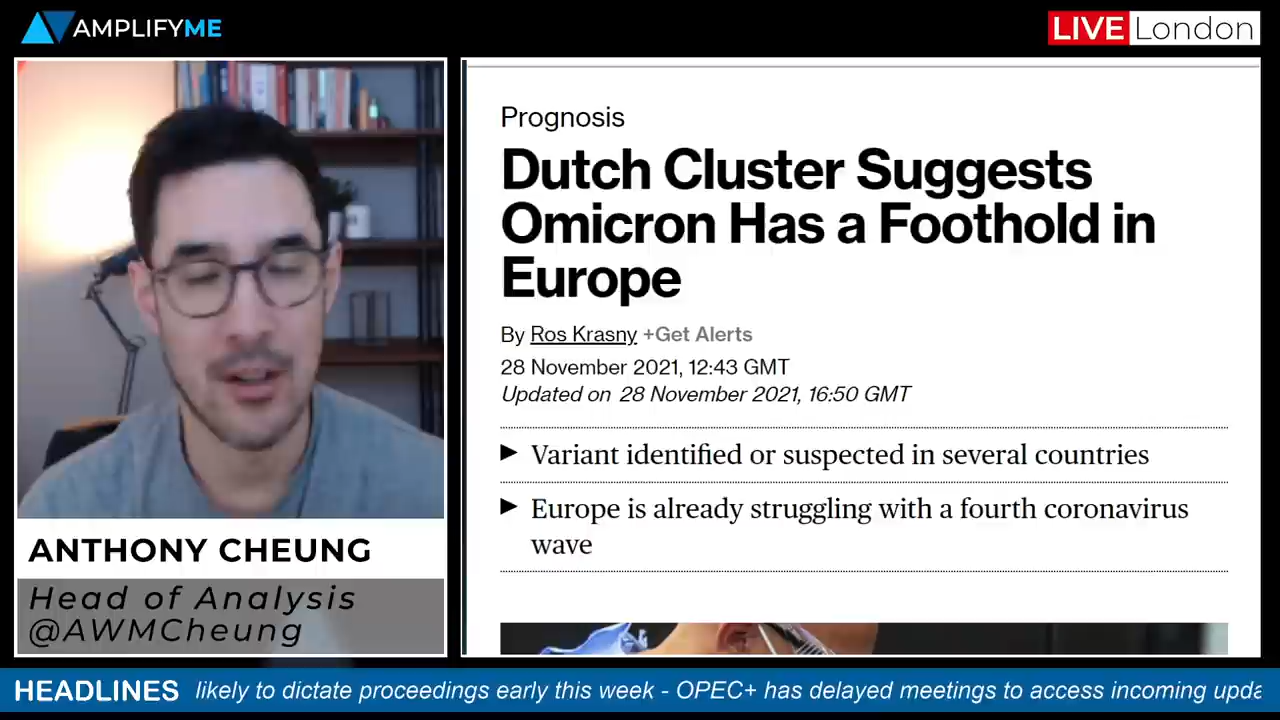 AMPLIFYME
LIVE London
Prognosis
Dutch Cluster Suggests
Omicron Has a Foothold in
Europe
By Ros Krasny +Get Alerts
28 November 2021, 12:43 GMT
Updated on 28 November 2021, 16:50 GMT
Variant identified or suspected in several countries
Europe is already struggling with a fourth coronavirus
wave
ANTHONY CHEUNG
Head of Analysis
@AWMCheung
HEADLINES likely to dictate proceedings early this week - OPEC+ has delayed meetings to access incoming upda